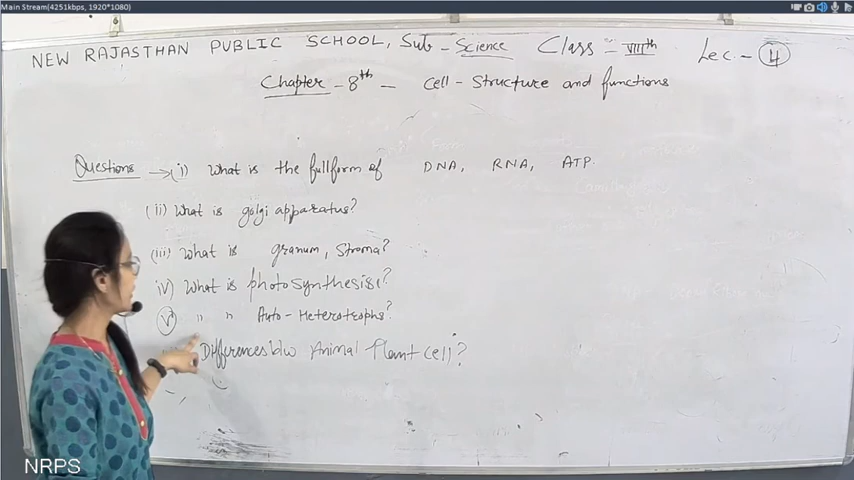 Main Stream(4251kbps, 1920*1080)
NEW RAJASTHAN PUBLIC SCHOOL, Sub - Science Class = VIIIth Lec. - 4
Chapter - 8th - Cell - Structure and functions
Questions → (i) What is the fullform of DNA, RNA, ATP.
(ii) What is golgi apparatus?
(iii) What is granum, Stroma?
iv) What is photosynthesis?
V) " " Auto - Heterotrophs?
Differences b/w Animal Plant Cell?
NRPS